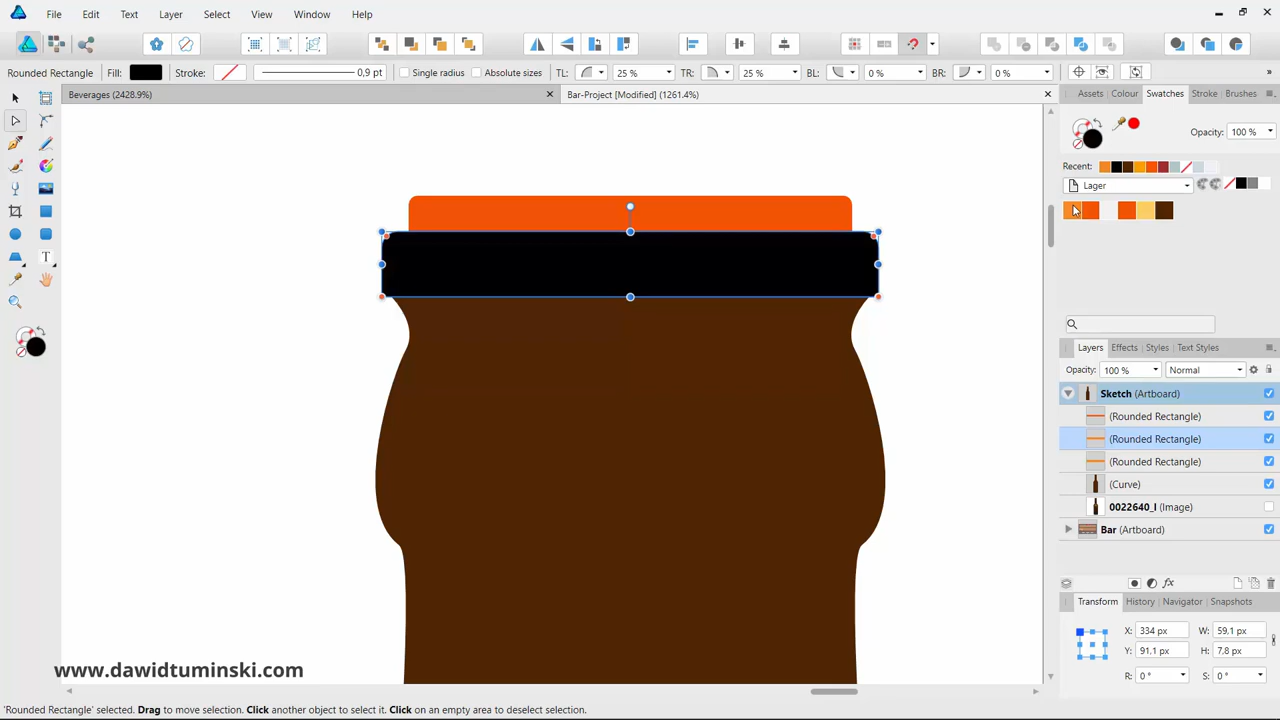 File Edit Text Layer Select View Window Help
Rounded Rectangle Fill: Stroke: 0,9 pt Single radius Absolute sizes TL: 25 % TR: 25 % BL: 0 % BR: 0 % »
Beverages (2428.9%) Bar-Project [Modified] (1261.4%)
Assets Colour Swatches Stroke Brushes
Opacity: 100 %
Recent:
Lager
Layers Effects Styles Text Styles
Opacity: 100 % Normal
Sketch (Artboard)
(Rounded Rectangle)
(Rounded Rectangle)
(Rounded Rectangle)
(Curve)
0022640_l (Image)
Bar (Artboard)
Transform History Navigator Snapshots
X: 334 px W: 59.1 px
Y: 91.1 px H: 7.8 px
R: 0 ° S: 0 °
www.dawidtuminski.com
'Rounded Rectangle' selected. Drag to move selection. Click another object to select it. Click on an empty area to deselect selection.